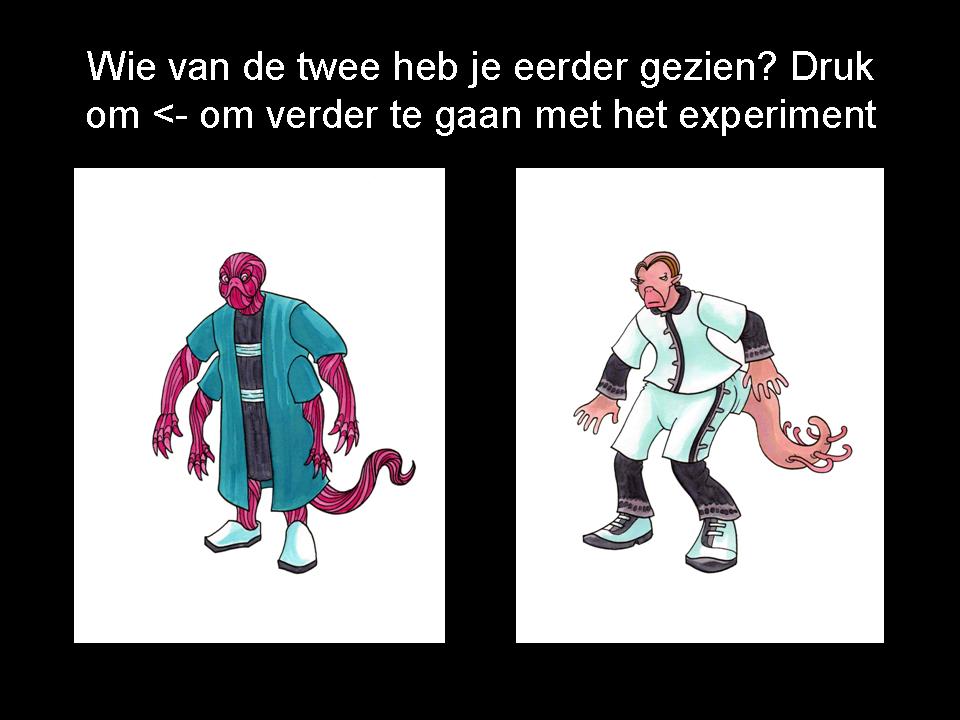 Wie van de twee heb je eerder gezien? Druk
om <- om verder te gaan met het experiment